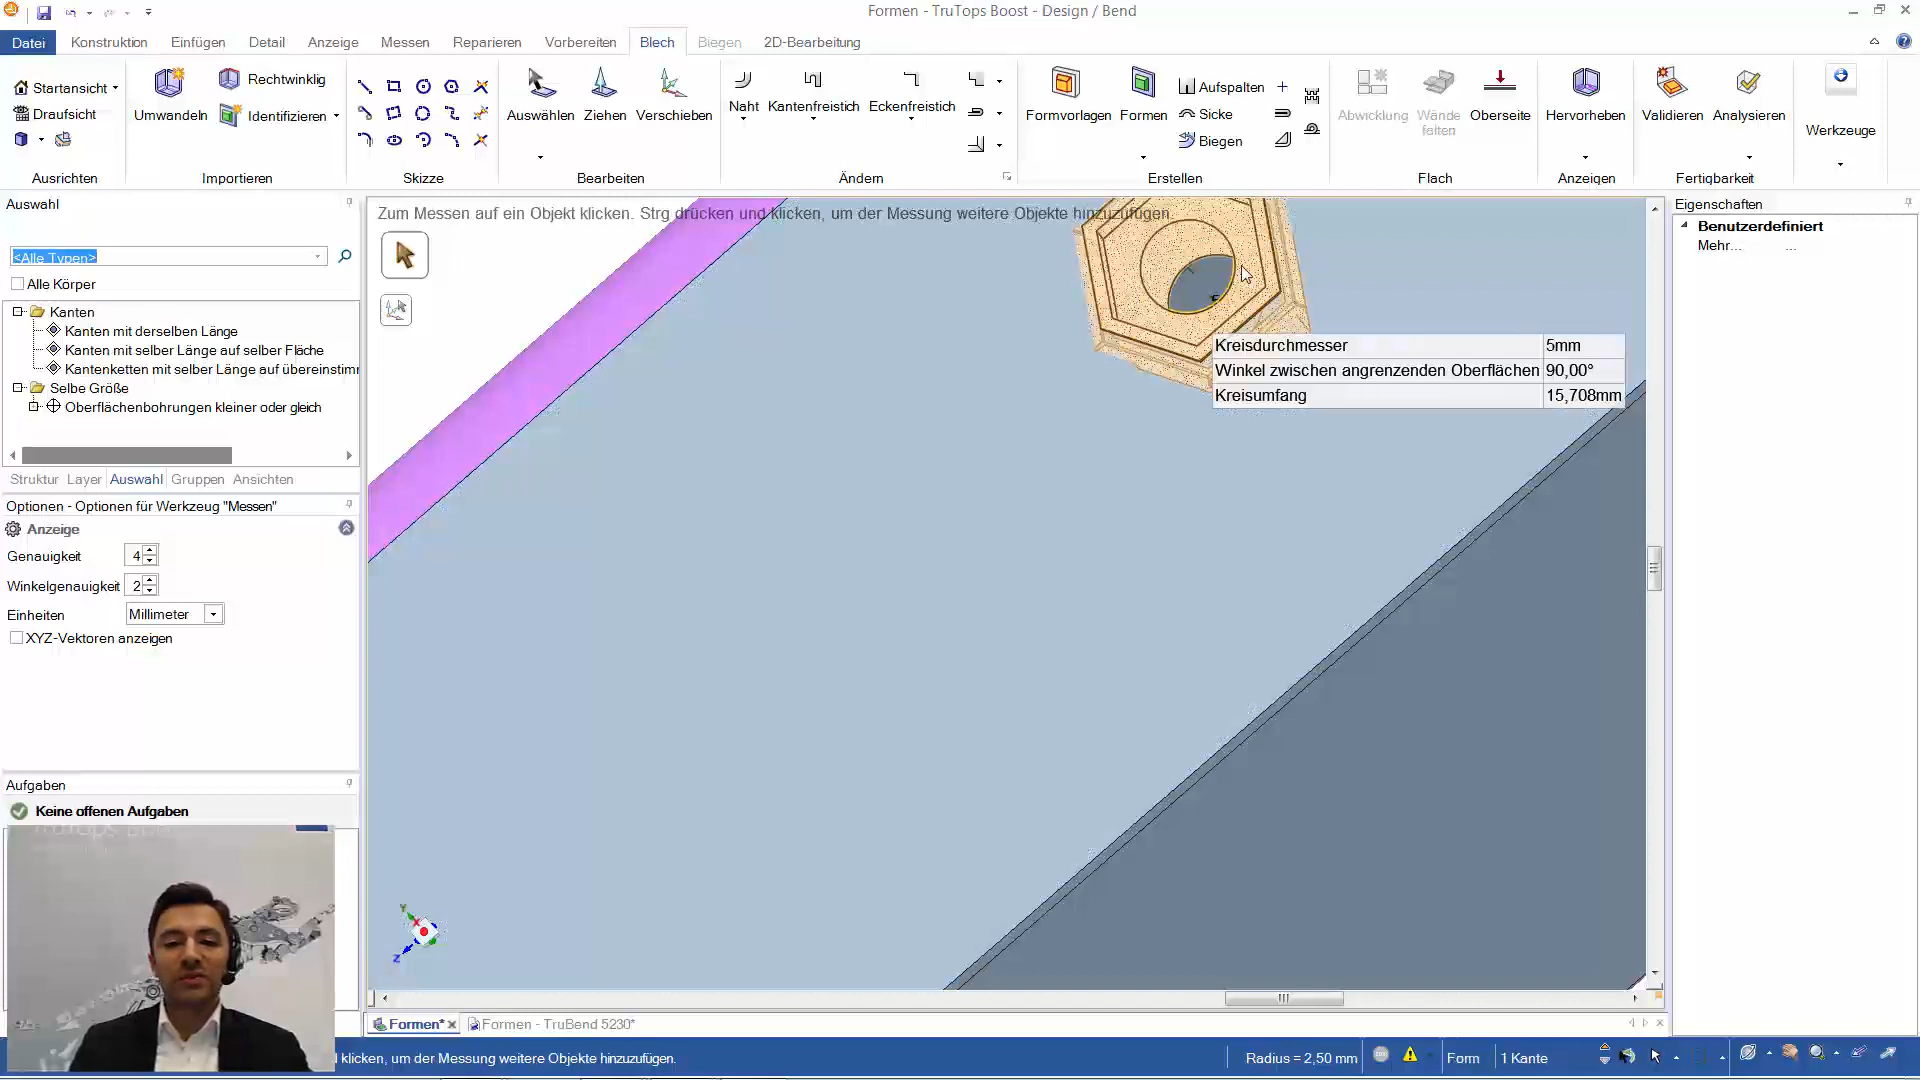 Formen - TruTops Boost - Design / Bend
Datei Konstruktion Einfügen Detail Anzeige Messen Reparieren Vorbereiten Blech Biegen 2D-Bearbeitung
Startansicht
Draufsicht
Ausrichten
Umwandeln
Rechtwinklig
Identifizieren
Importieren
Skizze
Auswählen Ziehen Verschieben
Bearbeiten
Naht Kantenfreistich Eckenfreistich
Ändern
Formvorlagen Formen
Aufspalten
Sicke
Biegen
Erstellen
Abwicklung Wände falten Oberseite
Flach
Hervorheben
Anzeigen
Validieren Analysieren
Fertigbarkeit
Werkzeuge
Auswahl
<Alle Typen>
Alle Körper
Kanten
Kanten mit derselben Länge
Kanten mit selber Länge auf selber Fläche
Kantenketten mit selber Länge auf übereinstimm
Selbe Größe
Oberflächenbohrungen kleiner oder gleich
Struktur Layer Auswahl Gruppen Ansichten
Optionen - Optionen für Werkzeug "Messen"
Anzeige
Genauigkeit 4
Winkelgenauigkeit 2
Einheiten Millimeter
XYZ-Vektoren anzeigen
Aufgaben
Keine offenen Aufgaben
Zum Messen auf ein Objekt klicken. Strg drücken und klicken, um der Messung weitere Objekte hinzuzufügen.
Kreisdurchmesser 5mm
Winkel zwischen angrenzenden Oberflächen 90,00°
Kreisumfang 15,708mm
Y
X
Z
Eigenschaften
Benutzerdefiniert
Mehr... ...
Formen* Formen - TruBend 5230*
klicken, um der Messung weitere Objekte hinzuzufügen.
Radius = 2,50 mm Form 1 Kante